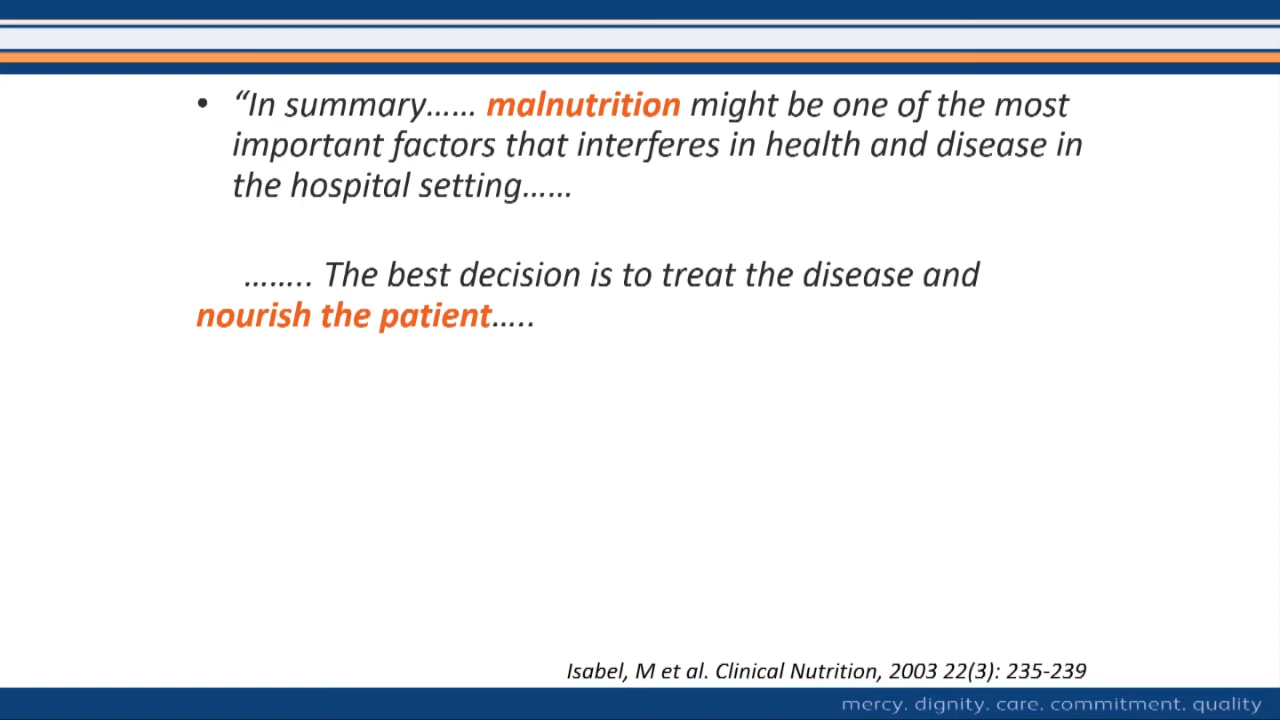 • “In summary…… malnutrition might be one of the most
important factors that interferes in health and disease in
the hospital setting……
…….. The best decision is to treat the disease and
nourish the patient…..
Isabel, M et al. Clinical Nutrition, 2003 22(3): 235-239
mercy. dignity. care. commitment. quality